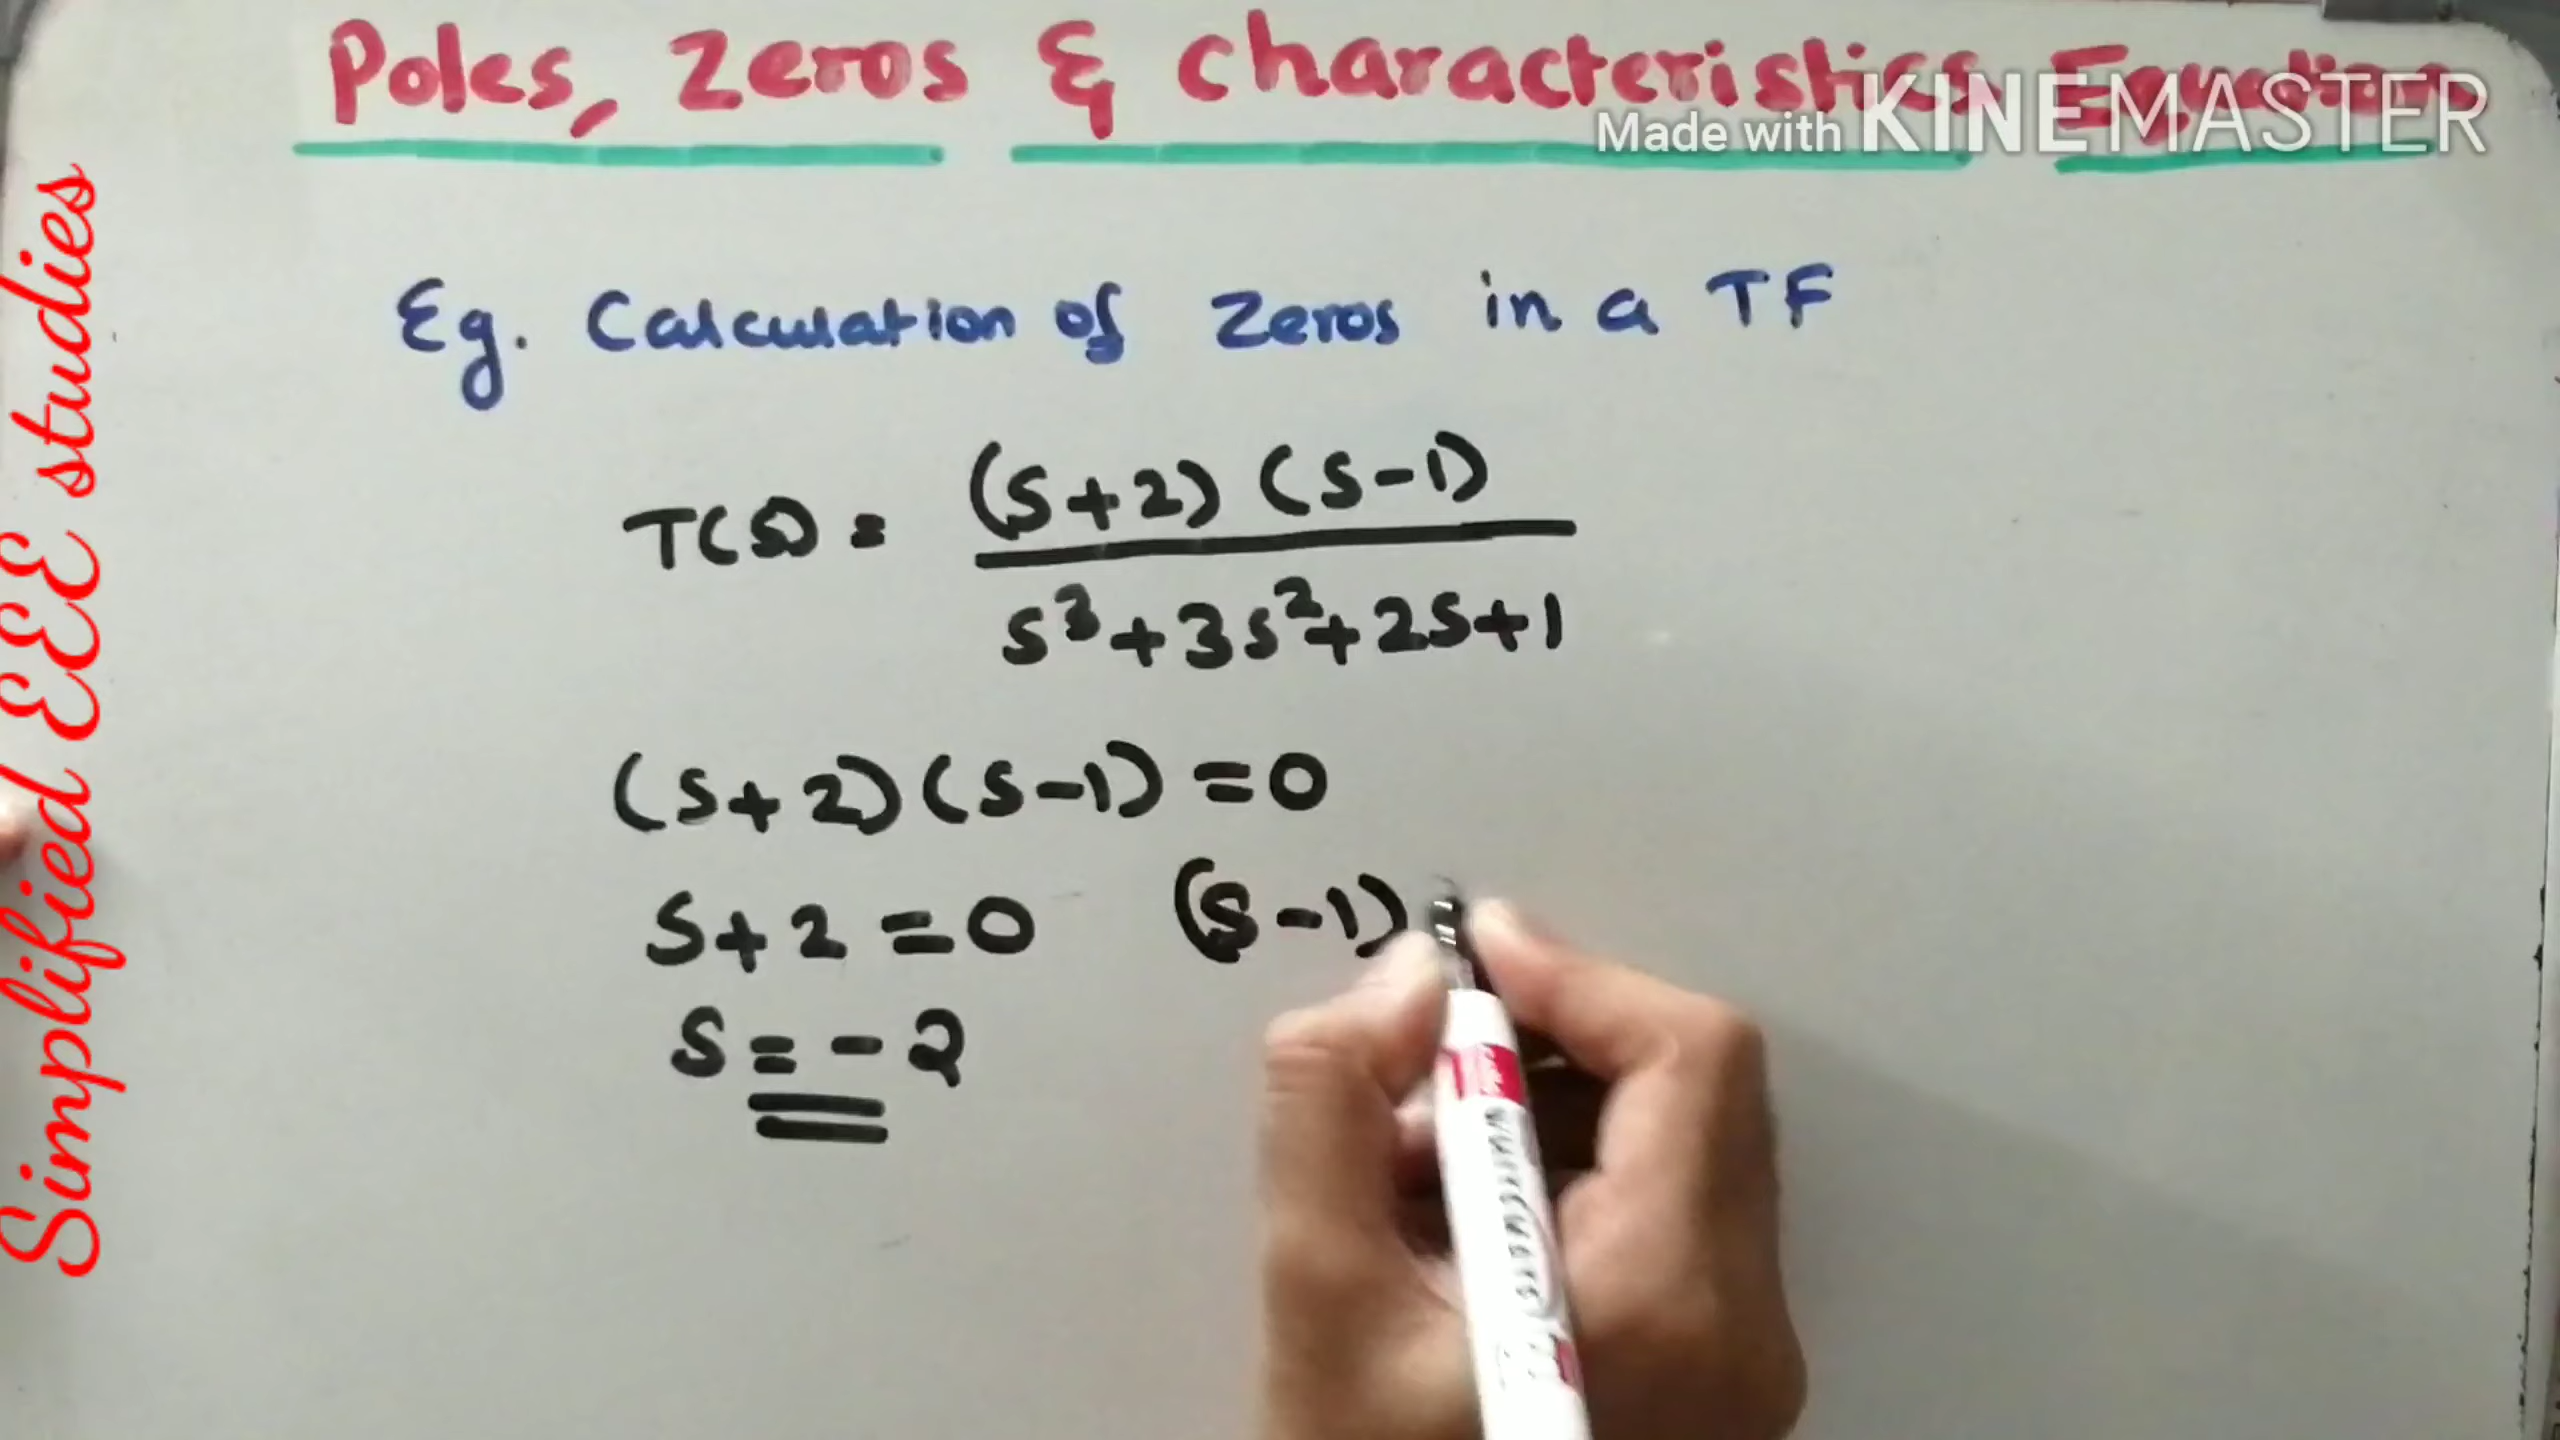 Poles, Zeros & characteristics Equation
Made with KINEMASTER
Simplified EEE studies
Eg. Calculation of Zeros in a TF
T(S) = (S+2) (S-1)
s³+3s²+2s+1
(S+2)(S-1) =0
S+2 =0 (S-1) =
S = -2